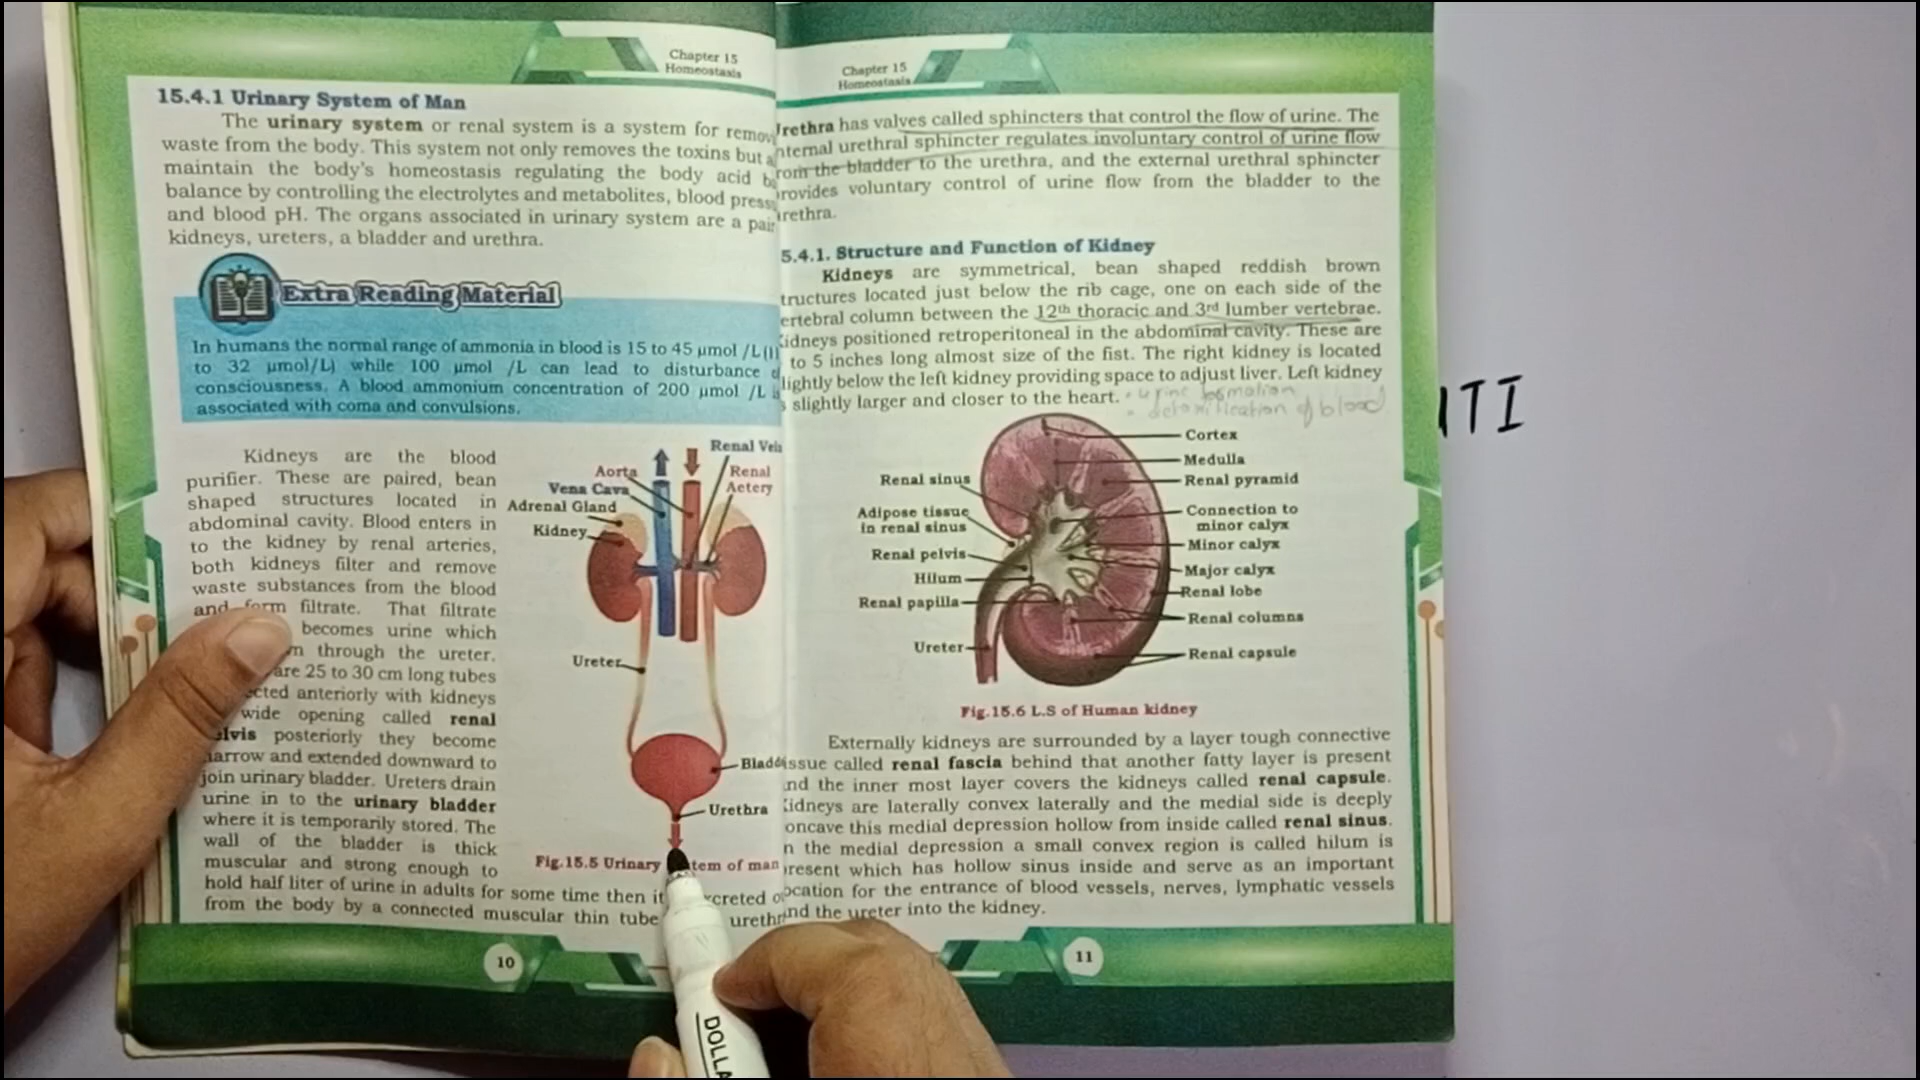 Chapter 15
Homeostasis
15.4.1 Urinary System of Man
The urinary system or renal system is a system for remov
waste from the body. This system not only removes the toxins but a
maintain the body's homeostasis regulating the body acid b
balance by controlling the electrolytes and metabolites, blood press
and blood pH. The organs associated in urinary system are a pair
kidneys, ureters, a bladder and urethra.
Extra Reading Material
In humans the normal range of ammonia in blood is 15 to 45 µmol /L (11
to 32 µmol/L) while 100 µmol /L can lead to disturbance
consciousness. A blood ammonium concentration of 200 µmol /L
associated with coma and convulsions.
Kidneys are the blood
purifier. These are paired, bean
shaped structures located in
abdominal cavity. Blood enters in
to the kidney by renal arteries,
both kidneys filter and remove
waste substances from the blood
and form filtrate. That filtrate
becomes urine which
through the ureter.
are 25 to 30 cm long tubes
cted anteriorly with kidneys
wide opening called renal
elvis posteriorly they become
narrow and extended downward to
join urinary bladder. Ureters drain
urine in to the urinary bladder
where it is temporarily stored. The
wall of the bladder is thick
muscular and strong enough to
hold half liter of urine in adults for some time then it xcreted o
from the body by a connected muscular thin tube urethr
Renal Vein
Aorta
Renal
Actery
Vena Cava
Adrenal Gland
Kidney
Ureter
Bladd
Urethra
Fig.15.5 Urinary tem of man
10
Chapter 15
Homeostasis
Urethra has valves called sphincters that control the flow of urine. The
nternal urethral sphincter regulates involuntary control of urine flow
rom the bladder to the urethra, and the external urethral sphincter
provides voluntary control of urine flow from the bladder to the
urethra.
5.4.1. Structure and Function of Kidney
Kidneys are symmetrical, bean shaped reddish brown
tructures located just below the rib cage, one on each side of the
ertebral column between the 12th thoracic and 3rd lumber vertebrae.
Kidneys positioned retroperitoneal in the abdominal cavity. These are
to 5 inches long almost size of the fist. The right kidney is located
lightly below the left kidney providing space to adjust liver. Left kidney
s slightly larger and closer to the heart. • urine formation
• detoxification of blood
Cortex
Medulla
Renal sinus
Renal pyramid
Adipose tissue
in renal sinus
Connection to
minor calyx
Minor calyx
Renal pelvis
Major calyx
Hilum
Renal lobe
Renal papilla
Renal columns
Ureter
Renal capsule
Fig.15.6 L.S of Human kidney
Externally kidneys are surrounded by a layer tough connective
issue called renal fascia behind that another fatty layer is present
and the inner most layer covers the kidneys called renal capsule.
Kidneys are laterally convex laterally and the medial side is deeply
oncave this medial depression hollow from inside called renal sinus.
n the medial depression a small convex region is called hilum is
present which has hollow sinus inside and serve as an important
ocation for the entrance of blood vessels, nerves, lymphatic vessels
and the ureter into the kidney.
11
ITI
DOLLA